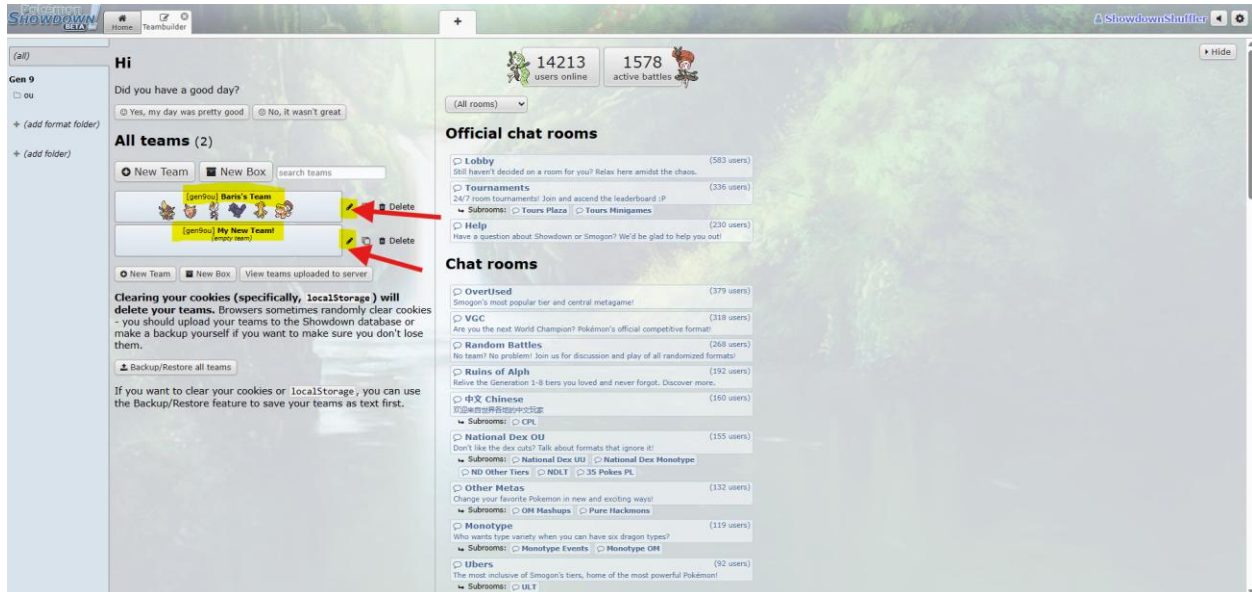 Pokémon
SHOWDOWN
BETA
Home
Teambuilder
ShowdownShuffler
(all)
Gen 9
ou
(add format folder)
(add folder)
Hi
Did you have a good day?
Yes, my day was pretty good
No, it wasn't great
All teams (2)
New Team
New Box
search teams
[gen9ou] Baris's Team
Delete
[gen9ou] My New Team!
(empty team)
Delete
New Team
New Box
View teams uploaded to server
Clearing your cookies (specifically, localStorage) will
delete your teams. Browsers sometimes randomly clear cookies
- you should upload your teams to the Showdown database or
make a backup yourself if you want to make sure you don't lose
them.
Backup/Restore all teams
If you want to clear your cookies or localStorage, you can use
the Backup/Restore feature to save your teams as text first.
14213
users online
1578
active battles
Hide
(All rooms)
Official chat rooms
Lobby (583 users)
Still haven't decided on a room for you? Relax here amidst the chaos.
Tournaments (336 users)
24/7 room tournaments! Join and ascend the leaderboard :P
Subrooms: Tours Plaza Tours Minigames
Help (230 users)
Have a question about Showdown or Smogon? We'd be glad to help you out!
Chat rooms
OverUsed (379 users)
Smogon's most popular tier and central metagame!
VGC (318 users)
Are you the next World Champion? Pokémon's official competitive format!
Random Battles (268 users)
No team? No problem! Join us for discussion and play of all randomized formats!
Ruins of Alph (192 users)
Relive the Generation 1-8 tiers you loved and never forgot. Discover more.
中文 Chinese (160 users)
欢迎来自世界各地的中文玩家
Subrooms: CPL
National Dex OU (155 users)
Don't like the dex cuts? Talk about formats that ignore it!
Subrooms: National Dex UU National Dex Monotype
ND Other Tiers NDLT 35 Pokes PL
Other Metas (132 users)
Change your favorite Pokemon in new and exciting ways!
Subrooms: OM Mashups Pure Hackmons
Monotype (119 users)
Who wants type variety when you can have six dragon types?
Subrooms: Monotype Events Monotype OM
Ubers (92 users)
The most inclusive of Smogon's tiers, home of the most powerful Pokémon!
Subrooms: ULT